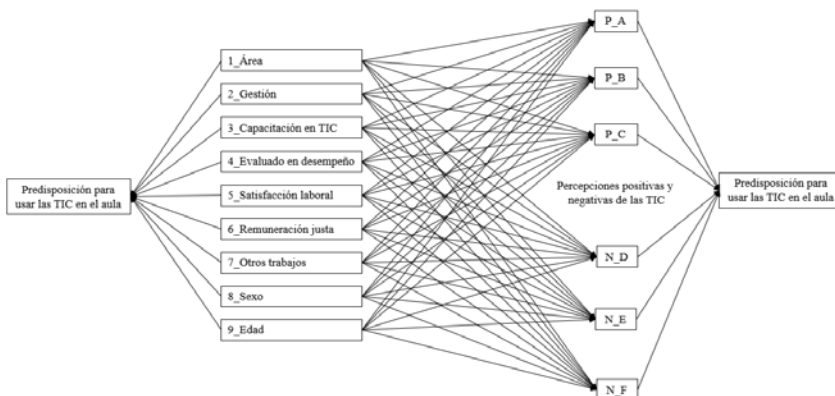 Predisposición para
usar las TIC en el aula
1_Área
2_Gestión
3_Capacitación en TIC
4_Evaluado en desempeño
5_Satisfacción laboral
6_Remuneración justa
7_Otros trabajos
8_Sexo
9_Edad
P_A
P_B
P_C
Percepciones positivas y
negativas de las TIC
N_D
N_E
N_F
Predisposición para
usar las TIC en el aula